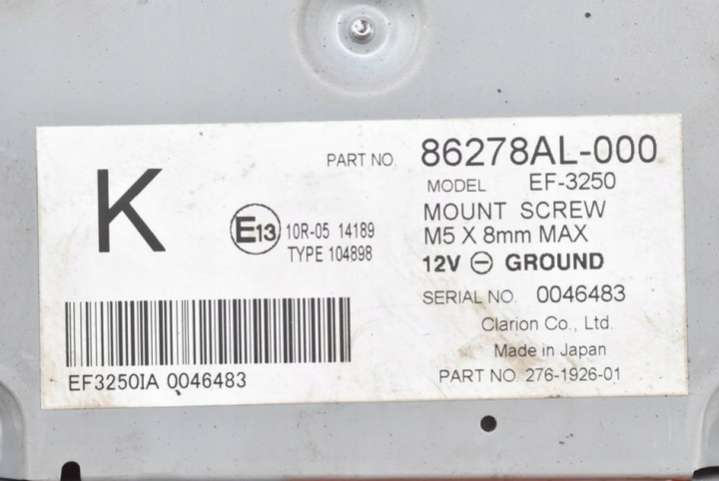 K
E13 10R-05 14189
TYPE 104898
EF3250IA 0046483
PART NO. 86278AL-000
MODEL EF-3250
MOUNT SCREW
M5 X 8mm MAX
12V ⊖ GROUND
SERIAL NO. 0046483
Clarion Co., Ltd.
Made in Japan
PART NO. 276-1926-01